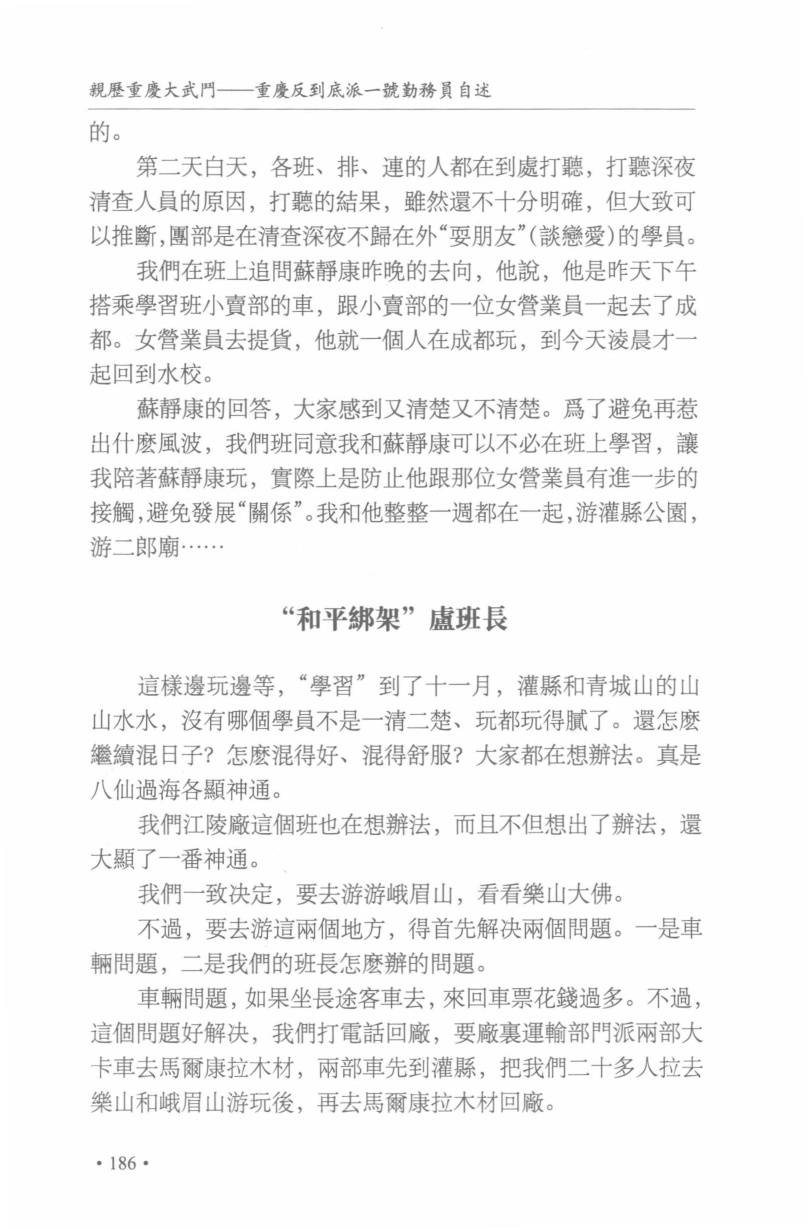 親歷重慶大武鬥——重慶反到底派一號勤務員自述
的。
第二天白天，各班、排、連的人都在到處打聽，打聽深夜
清查人員的原因，打聽的結果，雖然還不十分明確，但大致可
以推斷，團部是在清查深夜不歸在外“耍朋友”(談戀愛)的學員。
我們在班上追問蘇靜康昨晚的去向，他說，他是昨天下午
搭乘學習班小賣部的車，跟小賣部的一位女營業員一起去了成
都。女營業員去提貨，他就一個人在成都玩，到今天淩晨才一
起回到水校。
蘇靜康的回答，大家感到又清楚又不清楚。爲了避免再惹
出什麽風波，我們班同意我和蘇靜康可以不必在班上學習，讓
我陪著蘇靜康玩，實際上是防止他跟那位女營業員有進一步的
接觸，避免發展“關係”。我和他整整一週都在一起，游灌縣公園，
游二郎廟……
“和平綁架”盧班長
這樣邊玩邊等，“學習”到了十一月，灌縣和青城山的山
山水水，沒有哪個學員不是一清二楚、玩都玩得膩了。還怎麽
繼續混日子？怎麽混得好、混得舒服？大家都在想辦法。真是
八仙過海各顯神通。
我們江陵廠這個班也在想辦法，而且不但想出了辦法，還
大顯了一番神通。
我們一致決定，要去游游峨眉山，看看樂山大佛。
不過，要去游這兩個地方，得首先解決兩個問題。一是車
輛問題，二是我們的班長怎麽辦的問題。
車輛問題，如果坐長途客車去，來回車票花錢過多。不過，
這個問題好解決，我們打電話回廠，要廠裏運輸部門派兩部大
卡車去馬爾康拉木材，兩部車先到灌縣，把我們二十多人拉去
樂山和峨眉山游玩後，再去馬爾康拉木材回廠。
• 186 •